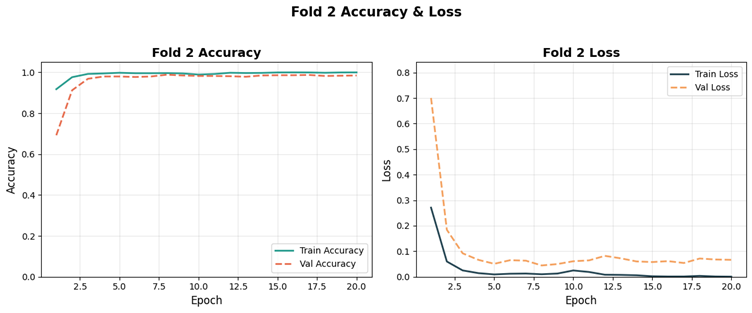 Fold 2 Accuracy & Loss
Fold 2 Accuracy
Accuracy
1.0
0.8
0.6
0.4
0.2
0.0
2.5 5.0 7.5 10.0 12.5 15.0 17.5 20.0
Epoch
Train Accuracy
Val Accuracy
Fold 2 Loss
Loss
0.8
0.7
0.6
0.5
0.4
0.3
0.2
0.1
0.0
2.5 5.0 7.5 10.0 12.5 15.0 17.5 20.0
Epoch
Train Loss
Val Loss